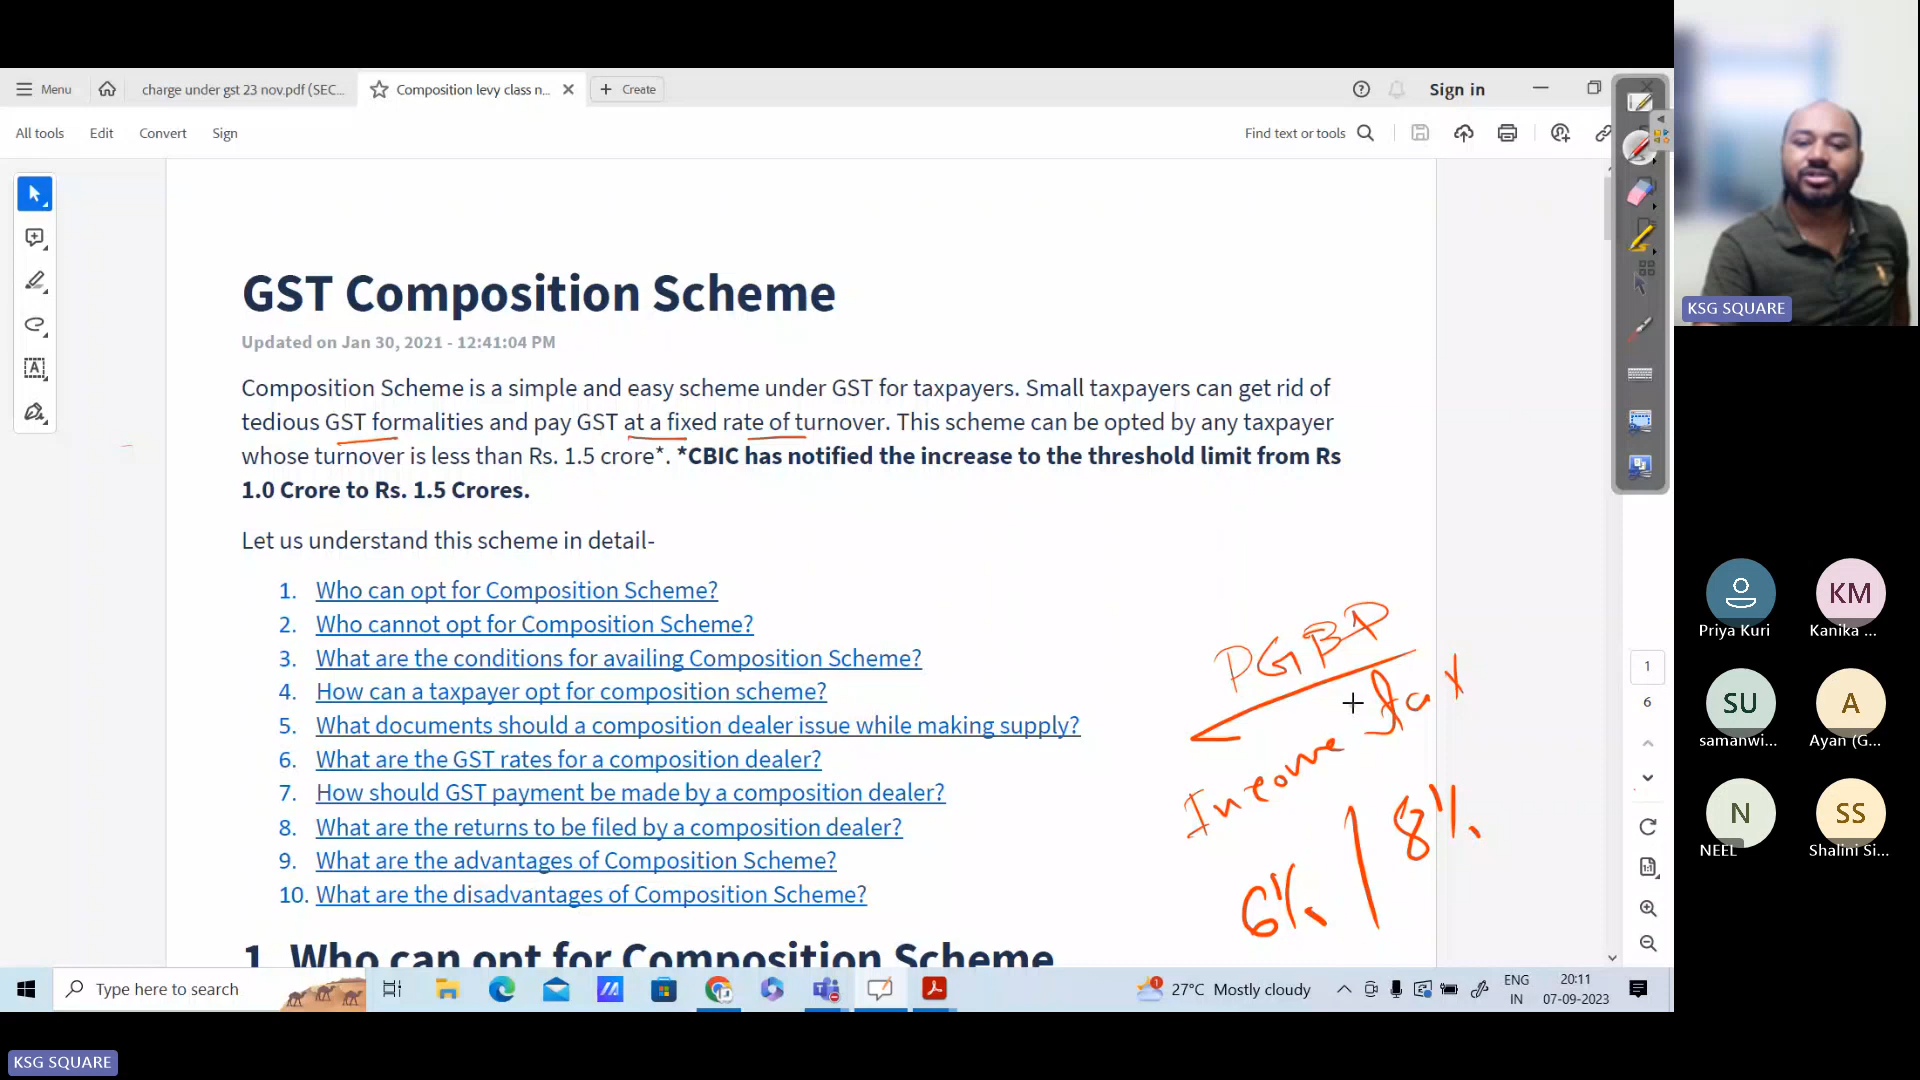 Menu
charge under gst 23 nov.pdf (SEC...
Composition levy class n...
Create
Sign in
All tools
Edit
Convert
Sign
Find text or tools
GST Composition Scheme
Updated on Jan 30, 2021 - 12:41:04 PM
Composition Scheme is a simple and easy scheme under GST for taxpayers. Small taxpayers can get rid of
tedious GST formalities and pay GST at a fixed rate of turnover. This scheme can be opted by any taxpayer
whose turnover is less than Rs. 1.5 crore*. *CBIC has notified the increase to the threshold limit from Rs
1.0 Crore to Rs. 1.5 Crores.
Let us understand this scheme in detail-
1. Who can opt for Composition Scheme?
2. Who cannot opt for Composition Scheme?
3. What are the conditions for availing Composition Scheme?
4. How can a taxpayer opt for composition scheme?
5. What documents should a composition dealer issue while making supply?
6. What are the GST rates for a composition dealer?
7. How should GST payment be made by a composition dealer?
8. What are the returns to be filed by a composition dealer?
9. What are the advantages of Composition Scheme?
10. What are the disadvantages of Composition Scheme?
1. Who can opt for Composition Scheme
PGBP
Income tax
6% / 8%
1
6
KSG SQUARE
Priya Kuri
KM
Kanika ...
SU
samanwi...
A
Ayan (G...
N
NEEL
SS
Shalini Si...
Type here to search
1
27°C Mostly cloudy
ENG
IN
20:11
07-09-2023
KSG SQUARE